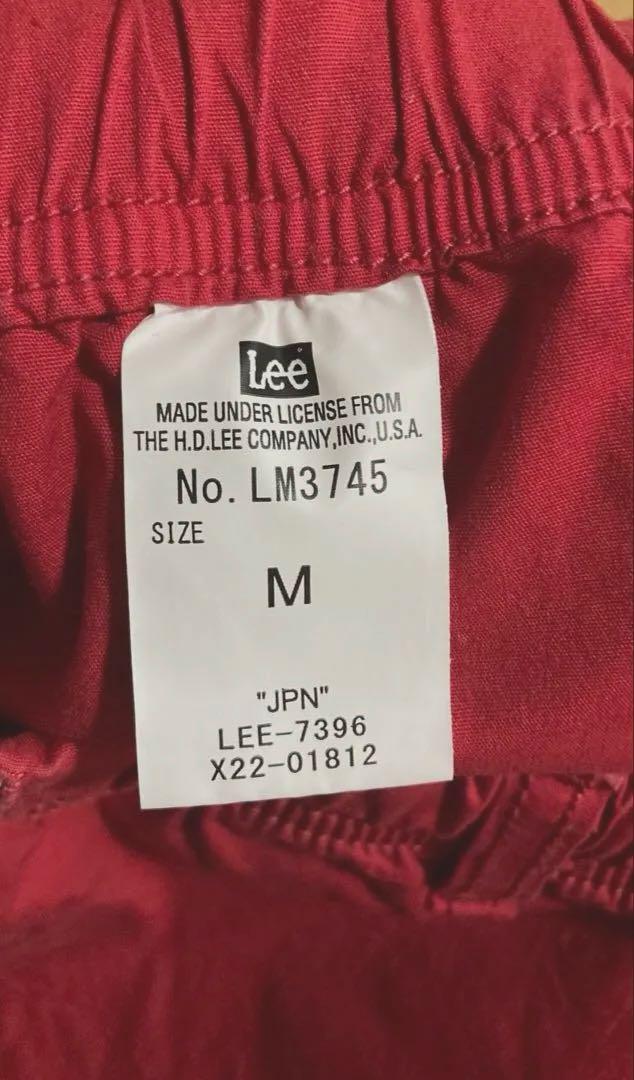 Lee
MADE UNDER LICENSE FROM
THE H.D.LEE COMPANY,INC.,U.S.A.
No. LM3745
SIZE
M
"JPN"
LEE-7396
X22-01812